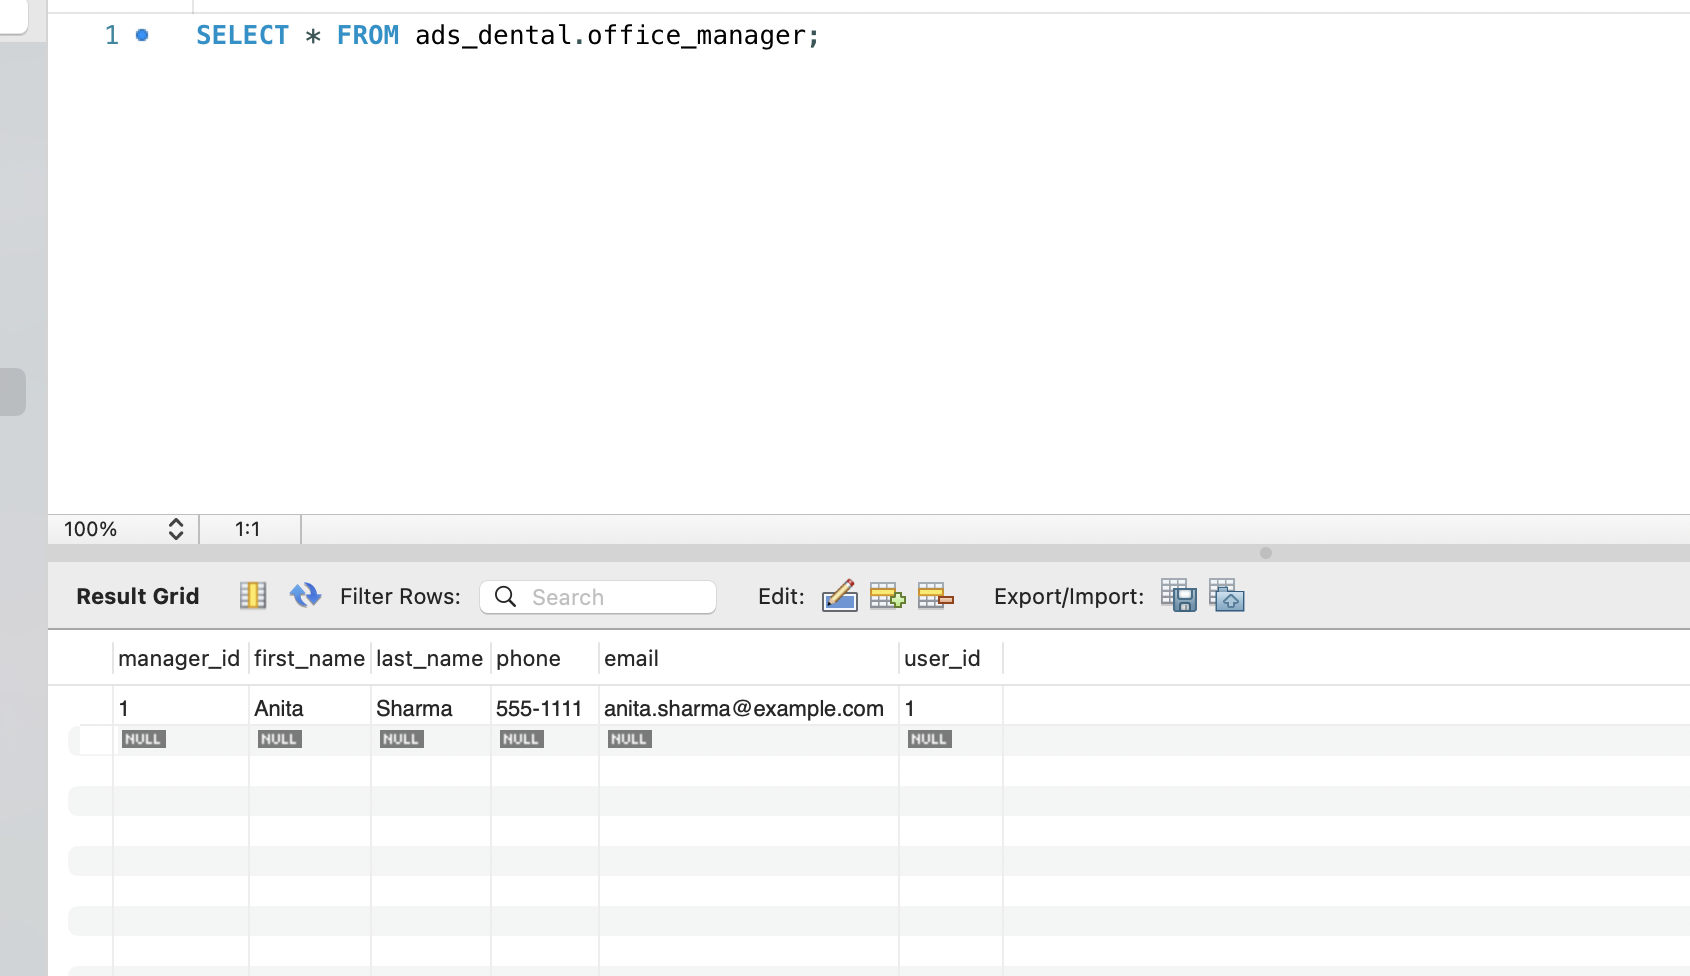 1 SELECT * FROM ads_dental.office_manager;
100% 1:1
Result Grid Filter Rows: Search Edit: Export/Import:
manager_id first_name last_name phone email user_id
1 Anita Sharma 555-1111 anita.sharma@example.com 1
NULL NULL NULL NULL NULL NULL